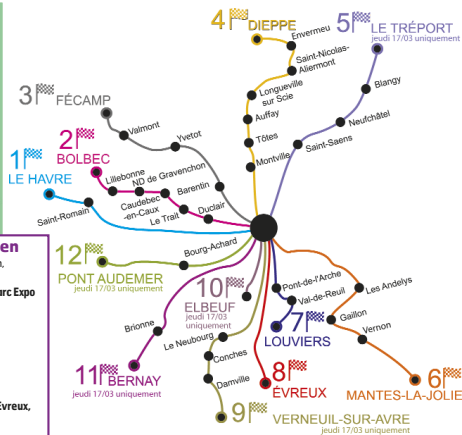 4 DIEPPE
Envermeu
Saint-Nicolas-
Aliermont
Longueville
sur Scie
Auffay
Tôtes
Montville
5 LE TRÉPORT
jeudi 17/03 uniquement
Blangy
Neufchâtel
Saint-Saens
3 FÉCAMP
Valmont
Yvetot
Barentin
2
BOLBEC
Lillebonne
ND de Gravenchon
Caudebec
-en-Caux
Le Trait
Duclair
1
LE HAVRE
Saint-Romain
12
PONT AUDEMER
jeudi 17/03 uniquement
Bourg-Achard
10
ELBEUF
jeudi 17/03
uniquement
Pont-de-l'Arche
Val-de-Reuil
7
LOUVIERS
Les Andelys
Gaillon
Vernon
6
MANTES-LA-JOLIE
Brionne
11 BERNAY
jeudi 17/03 uniquement
Le Neubourg
Conches
Damville
8
ÉVREUX
9 VERNEUIL-SUR-AVRE
jeudi 17/03 uniquement
en
arc Expo
Evreux,